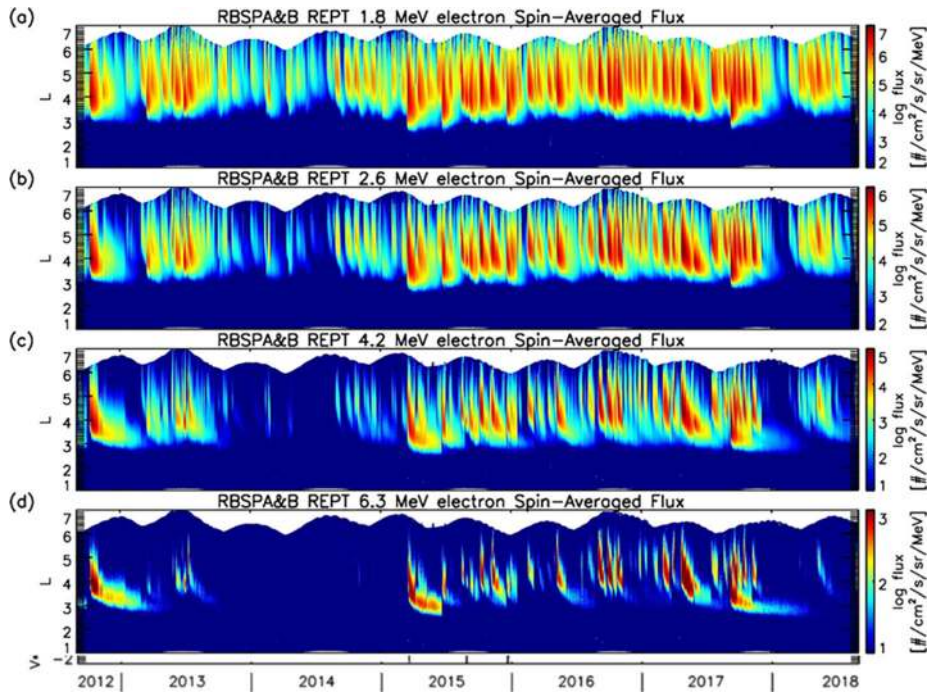 (a) RBSPA&B REPT 1.8 MeV electron Spin-Averaged Flux
7
6
5
4
3
2
1
L
7
6
5
4
3
2
log flux
[#/cm²/s/sr/MeV]
(b) RBSPA&B REPT 2.6 MeV electron Spin-Averaged Flux
7
6
5
4
3
2
1
L
6
5
4
3
2
log flux
[#/cm²/s/sr/MeV]
(c) RBSPA&B REPT 4.2 MeV electron Spin-Averaged Flux
7
6
5
4
3
2
1
L
5
4
3
2
1
log flux
[#/cm²/s/sr/MeV]
(d) RBSPA&B REPT 6.3 MeV electron Spin-Averaged Flux
7
6
5
4
3
2
1
L
3
2
1
log flux
[#/cm²/s/sr/MeV]
-2
2012 2013 2014 2015 2016 2017 2018